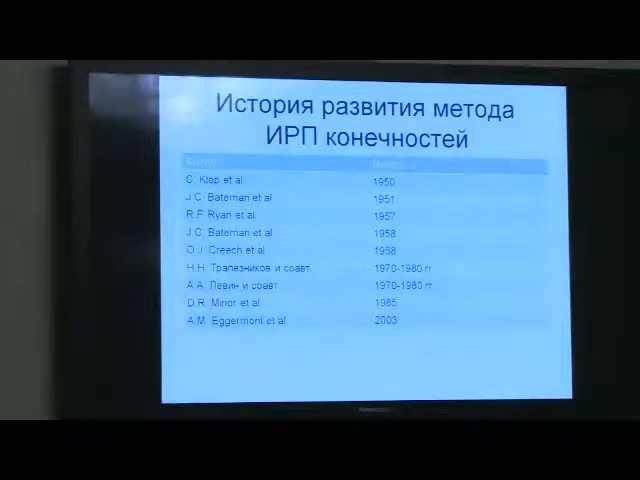 История развития метода
ИРП конечностей
Автор
C. Klop et al 1950
J.C. Bateman et al 1951
R.F. Ryan et al 1957
J.C. Bateman et al 1958
O.J. Creech et al 1958
Н.Н. Трапезников и соавт 1970-1980 гг
А.А. Левин и соавт 1970-1980 гг
D.R. Minor et al 1985
A.M. Eggermont et al 2003